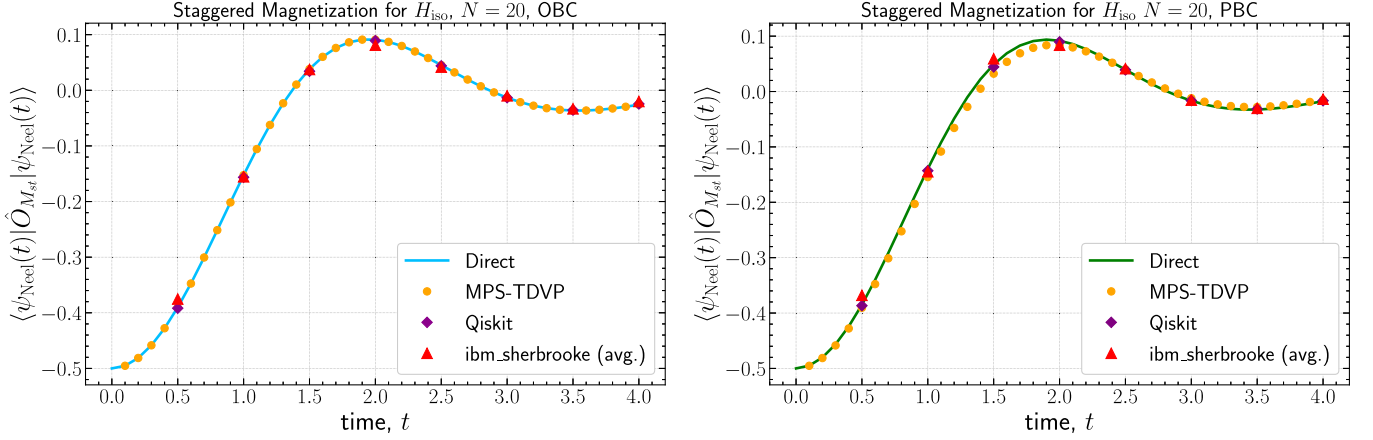 Staggered Magnetization for H_iso, N = 20, OBC
⟨ψ_Neel(t)|Ô_{M_st}|ψ_Neel(t)⟩
0.1
0.0
−0.1
−0.2
−0.3
−0.4
−0.5
Direct
MPS-TDVP
Qiskit
ibm_sherbrooke (avg.)
0.0 0.5 1.0 1.5 2.0 2.5 3.0 3.5 4.0
time, t
Staggered Magnetization for H_iso N = 20, PBC
⟨ψ_Neel(t)|Ô_{M_st}|ψ_Neel(t)⟩
0.1
0.0
−0.1
−0.2
−0.3
−0.4
−0.5
Direct
MPS-TDVP
Qiskit
ibm_sherbrooke (avg.)
0.0 0.5 1.0 1.5 2.0 2.5 3.0 3.5 4.0
time, t